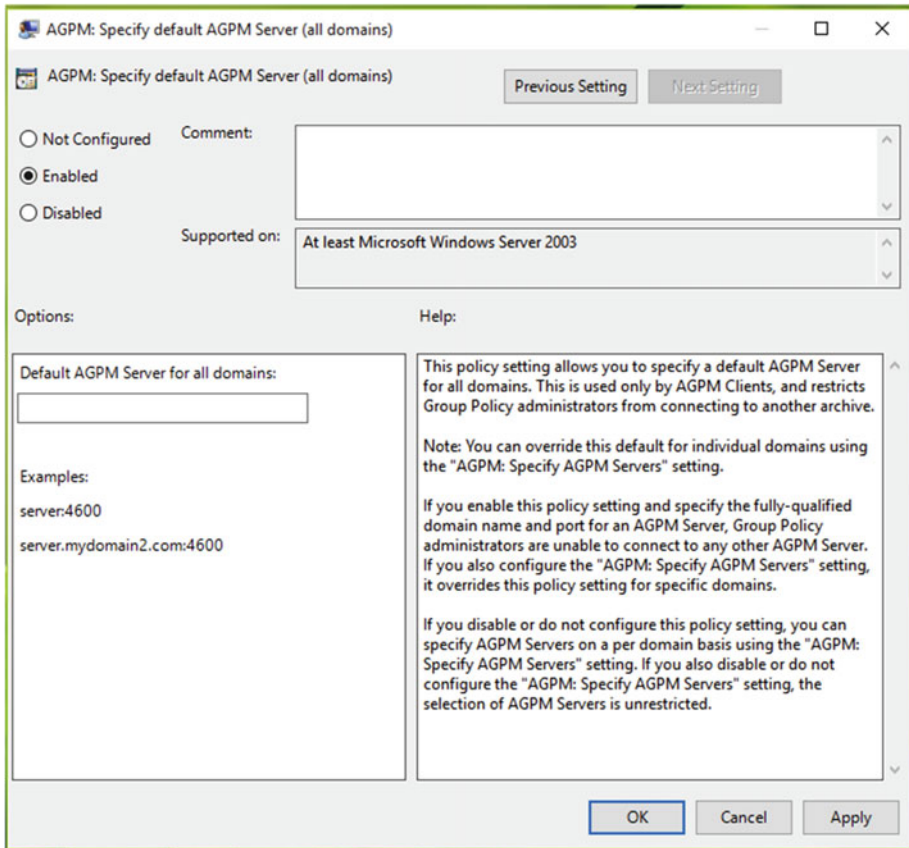 AGPM: Specify default AGPM Server (all domains)
AGPM: Specify default AGPM Server (all domains)
Previous Setting
Next Setting
Not Configured
Comment:
Enabled
Disabled
Supported on:
At least Microsoft Windows Server 2003
Options:
Help:
Default AGPM Server for all domains:
Examples:
server:4600
server.mydomain2.com:4600
This policy setting allows you to specify a default AGPM Server
for all domains. This is used only by AGPM Clients, and restricts
Group Policy administrators from connecting to another archive.
Note: You can override this default for individual domains using
the "AGPM: Specify AGPM Servers" setting.
If you enable this policy setting and specify the fully-qualified
domain name and port for an AGPM Server, Group Policy
administrators are unable to connect to any other AGPM Server.
If you also configure the "AGPM: Specify AGPM Servers" setting,
it overrides this policy setting for specific domains.
If you disable or do not configure this policy setting, you can
specify AGPM Servers on a per domain basis using the "AGPM:
Specify AGPM Servers" setting. If you also disable or do not
configure the "AGPM: Specify AGPM Servers" setting, the
selection of AGPM Servers is unrestricted.
OK
Cancel
Apply